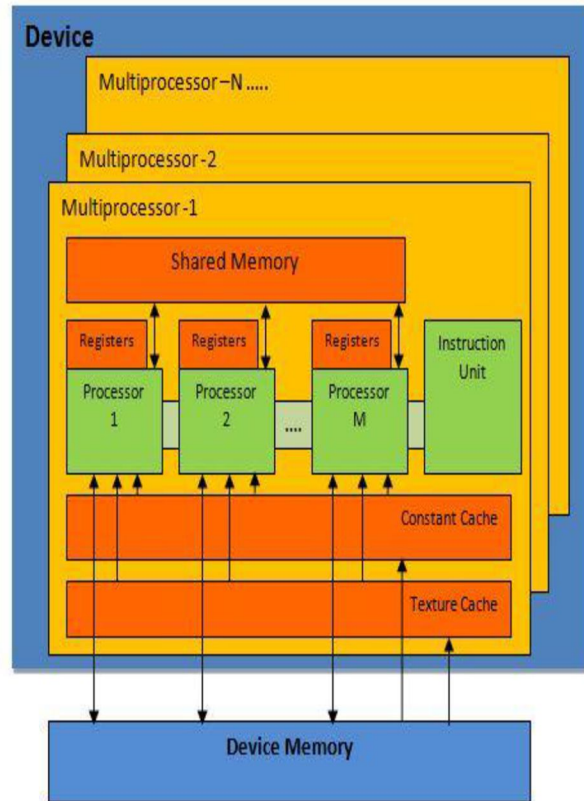 Device
Multiprocessor –N .....
Multiprocessor -2
Multiprocessor -1
Shared Memory
Registers
Registers
Registers
Instruction
Unit
Processor
1
Processor
2
....
Processor
M
Constant Cache
Texture Cache
Device Memory